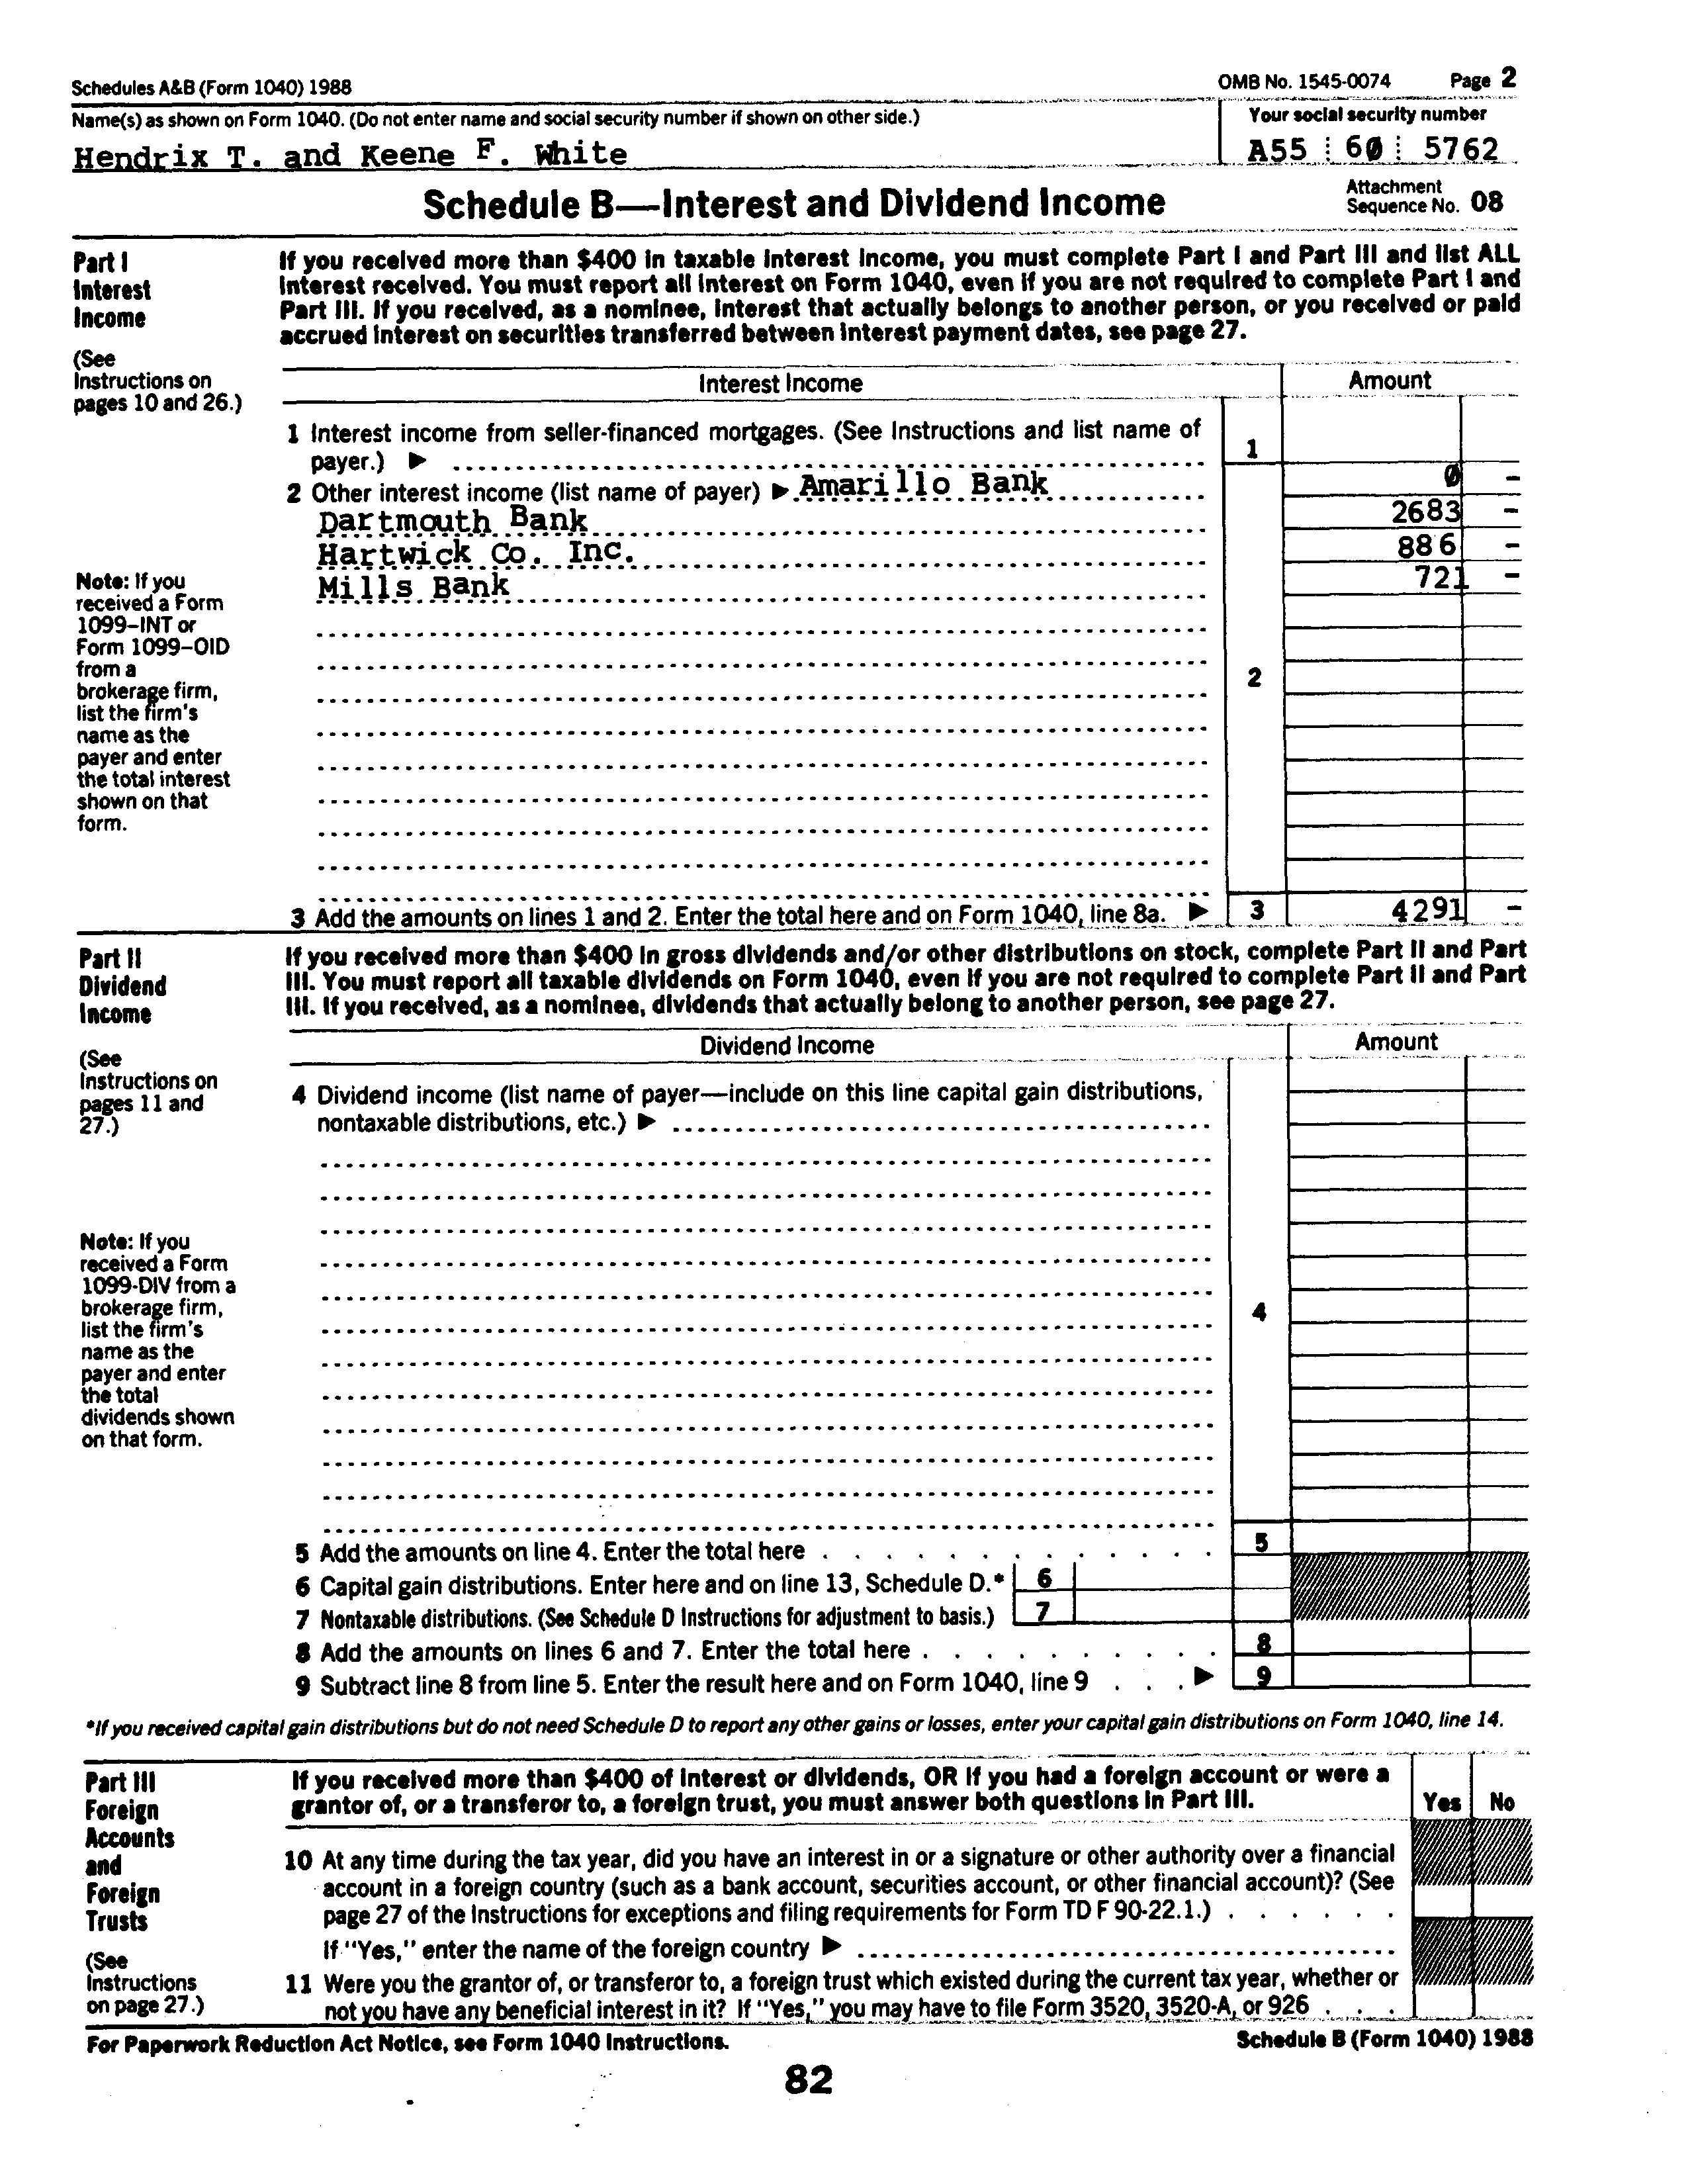 Schedules A&B (Form 1040) 1988 OMB No. 1545-0074 Page 2
Name(s) as shown on Form 1040. (Do not enter name and social security number if shown on other side.) Your social security number
Hendrix T. and Keene F. White A55 60 5762
Schedule B—Interest and Dividend Income Attachment Sequence No. 08
Part I
Interest
Income
(See
Instructions on
pages 10 and 26.)
If you received more than $400 in taxable interest income, you must complete Part I and Part III and list ALL
interest received. You must report all interest on Form 1040, even if you are not required to complete Part I and
Part III. If you received, as a nominee, interest that actually belongs to another person, or you received or paid
accrued interest on securities transferred between interest payment dates, see page 27.
Interest Income Amount
1 Interest income from seller-financed mortgages. (See Instructions and list name of
payer.) ▶ 1
2 Other interest income (list name of payer) ▶ Amarillo Bank 0 -
Dartmouth Bank 2683 -
Hartwick Co. Inc. 886 -
Mills Bank 721 -
Note: If you
received a Form
1099–INT or
Form 1099–OID
from a
brokerage firm,
list the firm's
name as the
payer and enter
the total interest
shown on that
form.
2
3 Add the amounts on lines 1 and 2. Enter the total here and on Form 1040, line 8a. ▶ 3 4291 -
Part II
Dividend
Income
(See
Instructions on
pages 11 and
27.)
If you received more than $400 in gross dividends and/or other distributions on stock, complete Part II and Part
III. You must report all taxable dividends on Form 1040, even if you are not required to complete Part II and Part
III. If you received, as a nominee, dividends that actually belong to another person, see page 27.
Dividend Income Amount
4 Dividend income (list name of payer—include on this line capital gain distributions,
nontaxable distributions, etc.) ▶
Note: If you
received a Form
1099-DIV from a
brokerage firm,
list the firm's
name as the
payer and enter
the total
dividends shown
on that form.
4
5 Add the amounts on line 4. Enter the total here 5
6 Capital gain distributions. Enter here and on line 13, Schedule D.* 6
7 Nontaxable distributions. (See Schedule D Instructions for adjustment to basis.) 7
8 Add the amounts on lines 6 and 7. Enter the total here 8
9 Subtract line 8 from line 5. Enter the result here and on Form 1040, line 9 ▶ 9
*If you received capital gain distributions but do not need Schedule D to report any other gains or losses, enter your capital gain distributions on Form 1040, line 14.
Part III
Foreign
Accounts
and
Foreign
Trusts
(See
Instructions
on page 27.)
If you received more than $400 of interest or dividends, OR if you had a foreign account or were a
grantor of, or a transferor to, a foreign trust, you must answer both questions in Part III. Yes No
10 At any time during the tax year, did you have an interest in or a signature or other authority over a financial
account in a foreign country (such as a bank account, securities account, or other financial account)? (See
page 27 of the Instructions for exceptions and filing requirements for Form TD F 90-22.1.)
If "Yes," enter the name of the foreign country ▶
11 Were you the grantor of, or transferor to, a foreign trust which existed during the current tax year, whether or
not you have any beneficial interest in it? If "Yes," you may have to file Form 3520, 3520-A, or 926
For Paperwork Reduction Act Notice, see Form 1040 Instructions. Schedule B (Form 1040) 1988
82